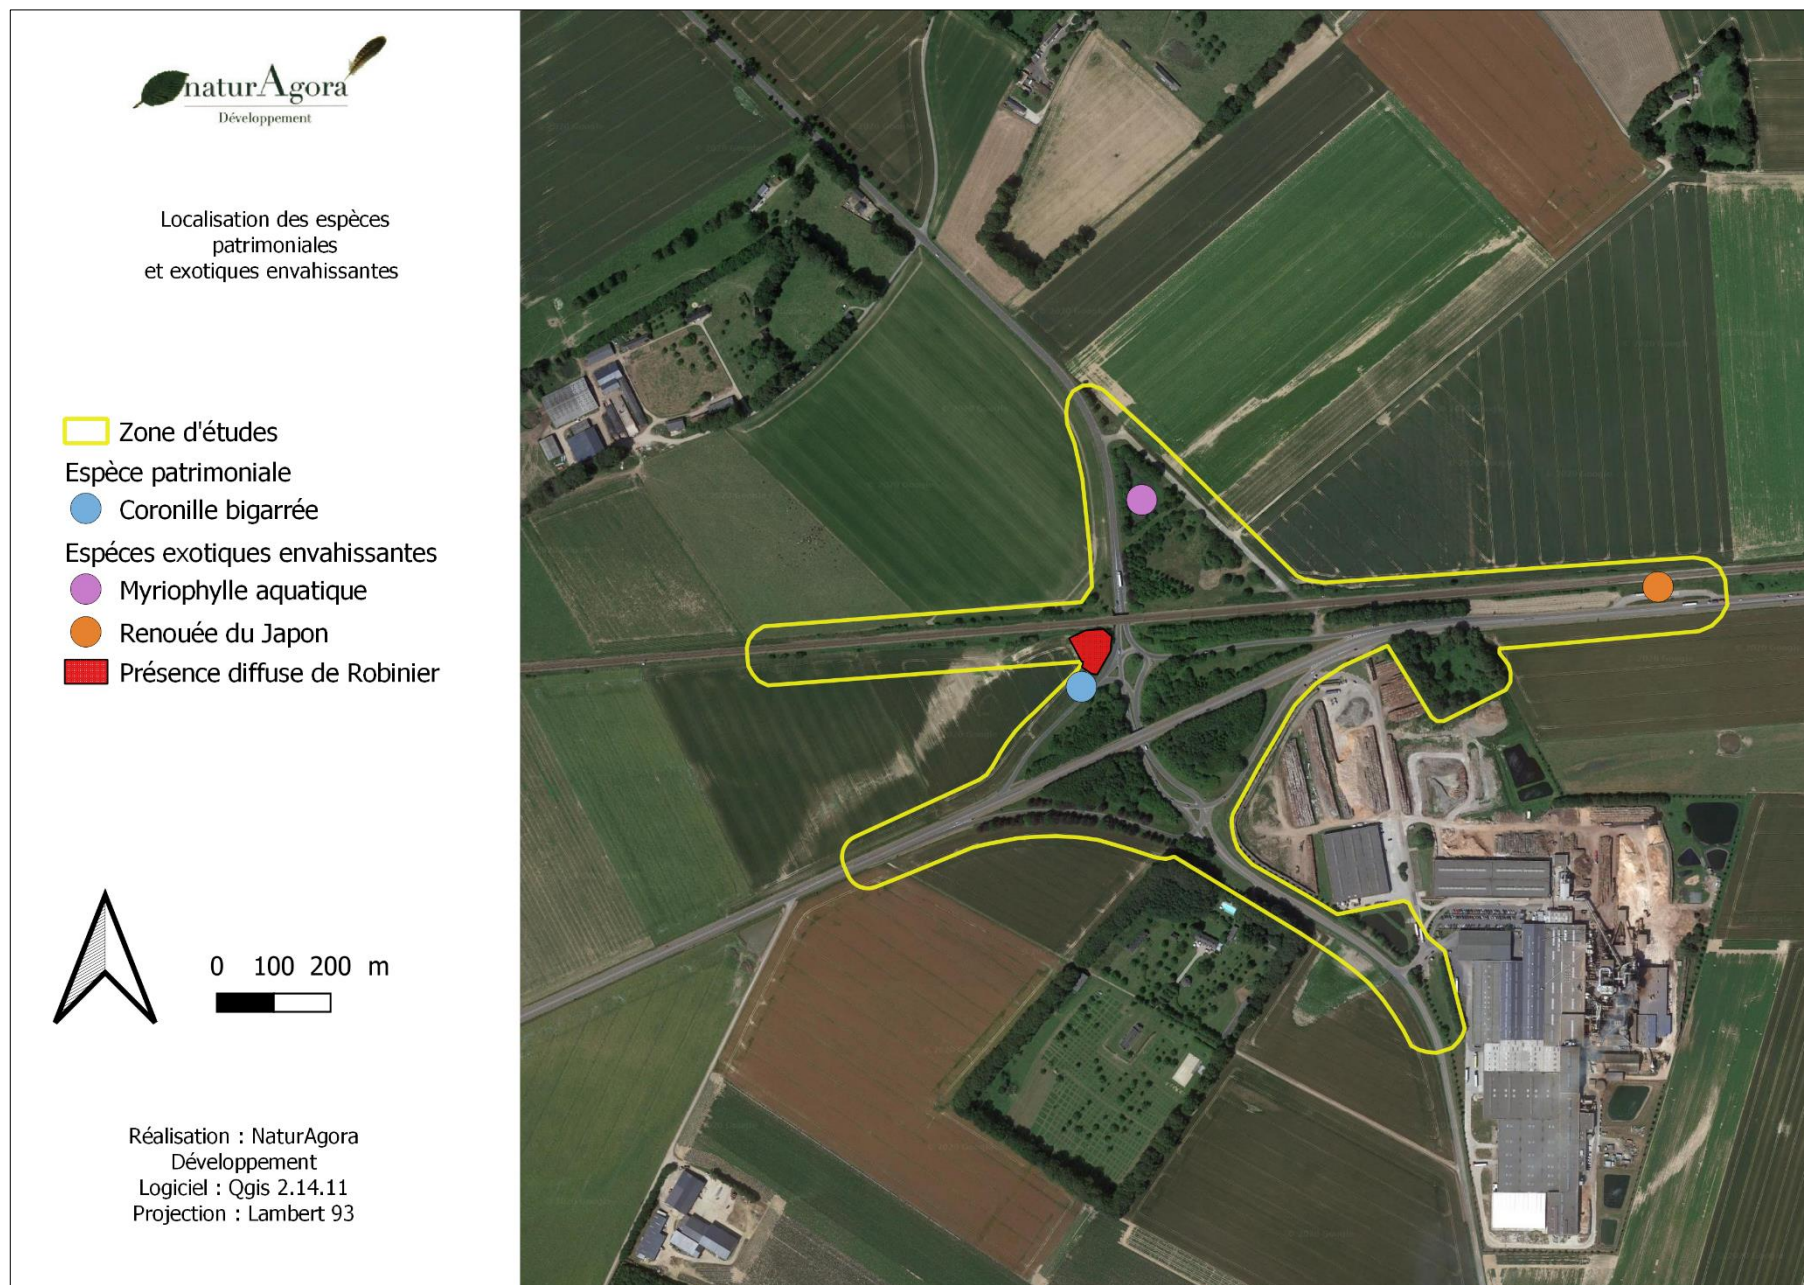 naturAgora
Développement
Localisation des espèces
patrimoniales
et exotiques envahissantes
Zone d'études
Espèce patrimoniale
Coronille bigarrée
Espéces exotiques envahissantes
Myriophylle aquatique
Renouée du Japon
Présence diffuse de Robinier
0 100 200 m
Réalisation : NaturAgora
Développement
Logiciel : Qgis 2.14.11
Projection : Lambert 93